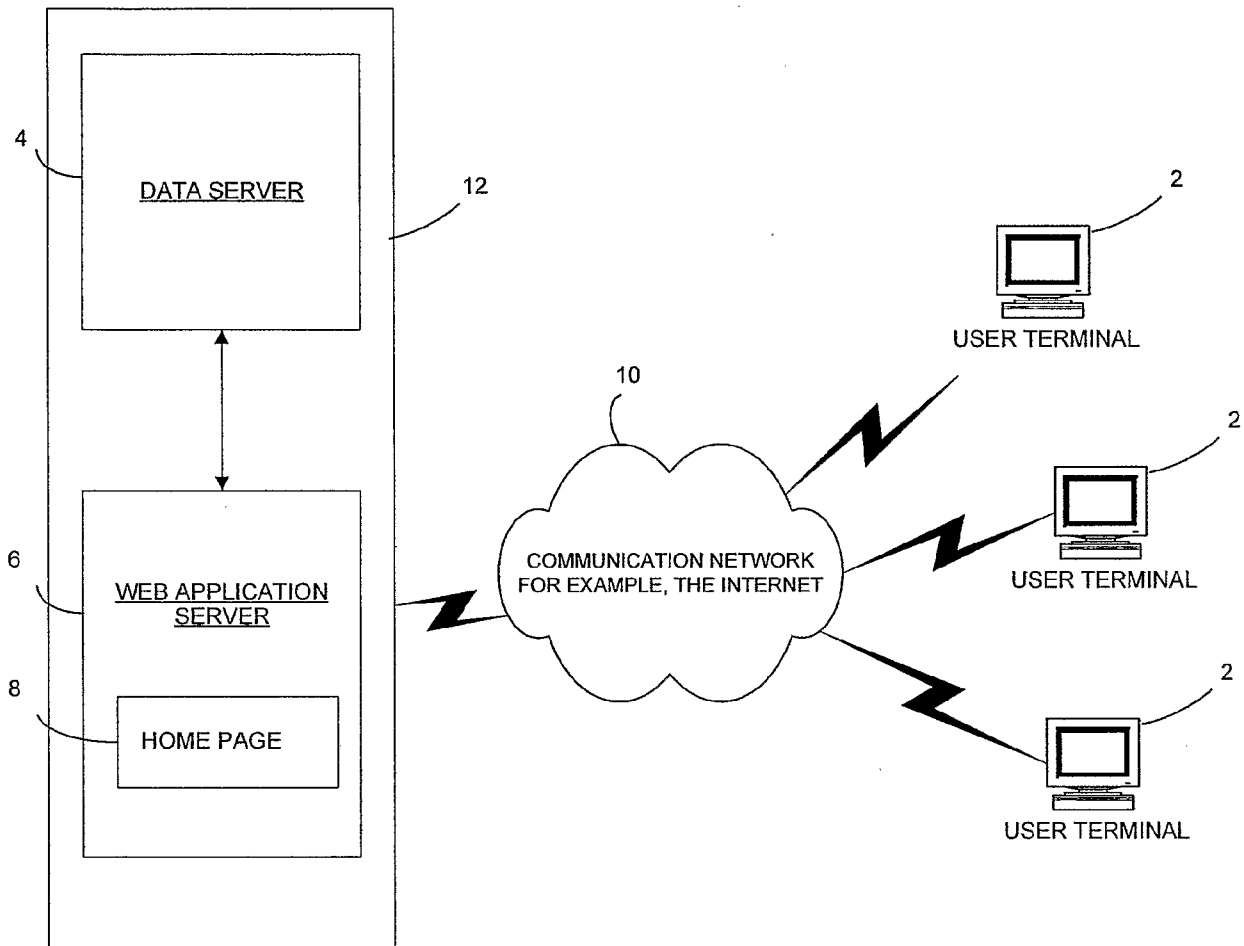 4
DATA SERVER
12
2
USER TERMINAL
10
2
COMMUNICATION NETWORK
FOR EXAMPLE, THE INTERNET
USER TERMINAL
6
WEB APPLICATION
SERVER
8
HOME PAGE
2
USER TERMINAL